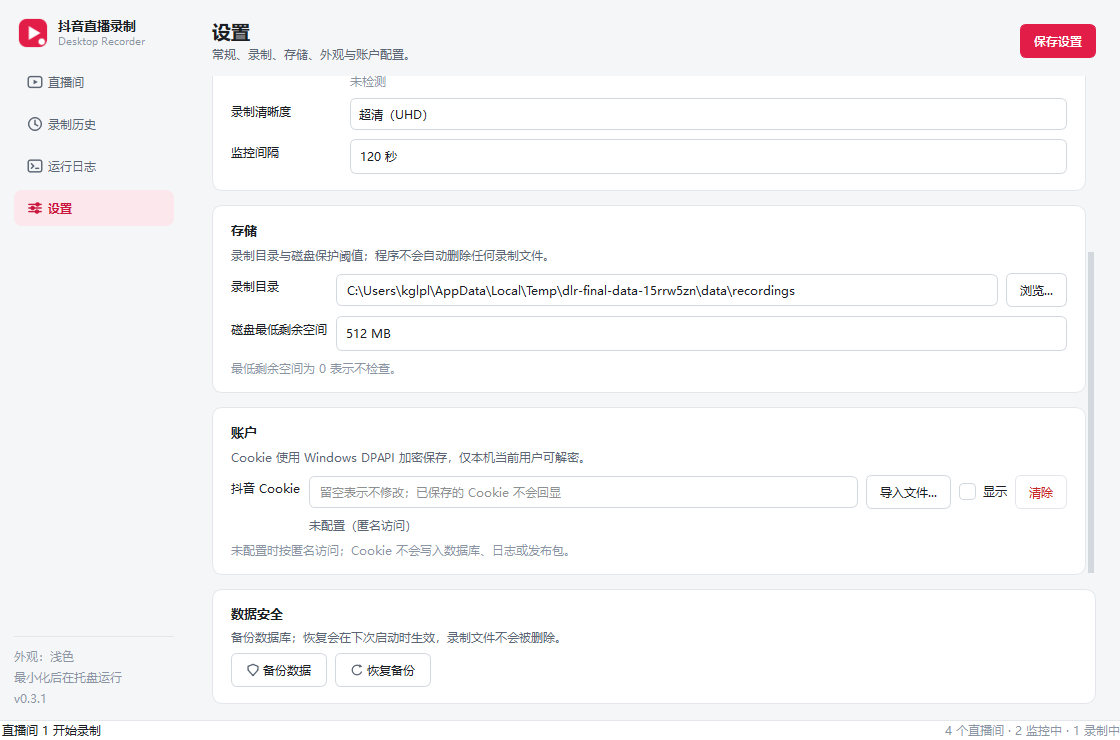 抖音直播录制
Desktop Recorder
直播间
录制历史
运行日志
设置
外观：浅色
最小化后在托盘运行
v0.3.1
设置
常规、录制、存储、外观与账户配置。
保存设置
未检测
录制清晰度
超清（UHD）
监控间隔
120 秒
存储
录制目录与磁盘保护阈值；程序不会自动删除任何录制文件。
录制目录
C:\Users\kglpl\AppData\Local\Temp\dlr-final-data-15rrw5zn\data\recordings
浏览...
磁盘最低剩余空间
512 MB
最低剩余空间为 0 表示不检查。
账户
Cookie 使用 Windows DPAPI 加密保存，仅本机当前用户可解密。
抖音 Cookie
留空表示不修改；已保存的 Cookie 不会回显
导入文件...
显示
清除
未配置（匿名访问）
未配置时按匿名访问；Cookie 不会写入数据库、日志或发布包。
数据安全
备份数据库；恢复会在下次启动时生效，录制文件不会被删除。
备份数据
恢复备份
直播间 1 开始录制
4 个直播间 · 2 监控中 · 1 录制中